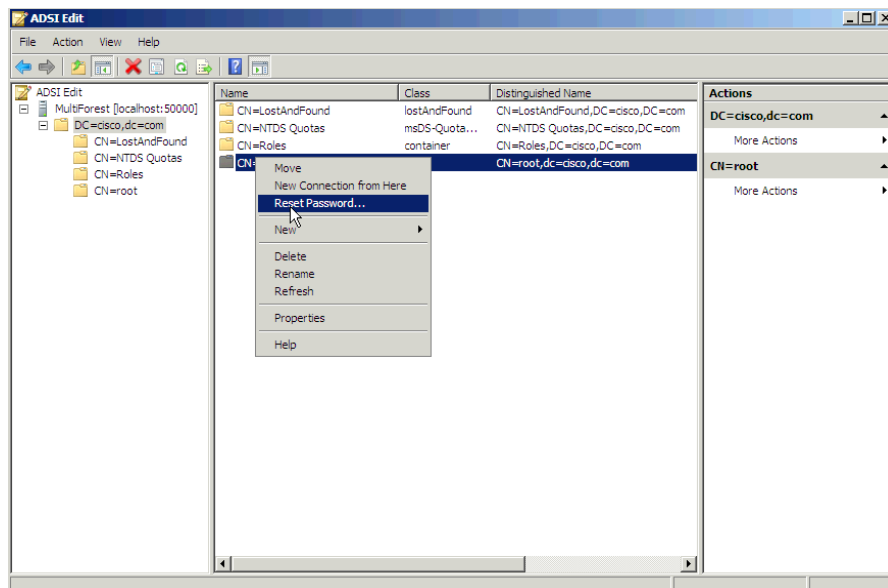 ADSI Edit
File Action View Help
ADSI Edit
MultiForest [localhost:50000]
DC=cisco,dc=com
CN=LostAndFound
CN=NTDS Quotas
CN=Roles
CN=root
Name Class Distinguished Name
CN=LostAndFound lostAndFound CN=LostAndFound,DC=cisco,DC=com
CN=NTDS Quotas msDS-Quota... CN=NTDS Quotas,DC=cisco,DC=com
CN=Roles container CN=Roles,DC=cisco,DC=com
CN= CN=root,dc=cisco,dc=com
Move
New Connection from Here
Reset Password...
New
Delete
Rename
Refresh
Properties
Help
Actions
DC=cisco,dc=com
More Actions
CN=root
More Actions